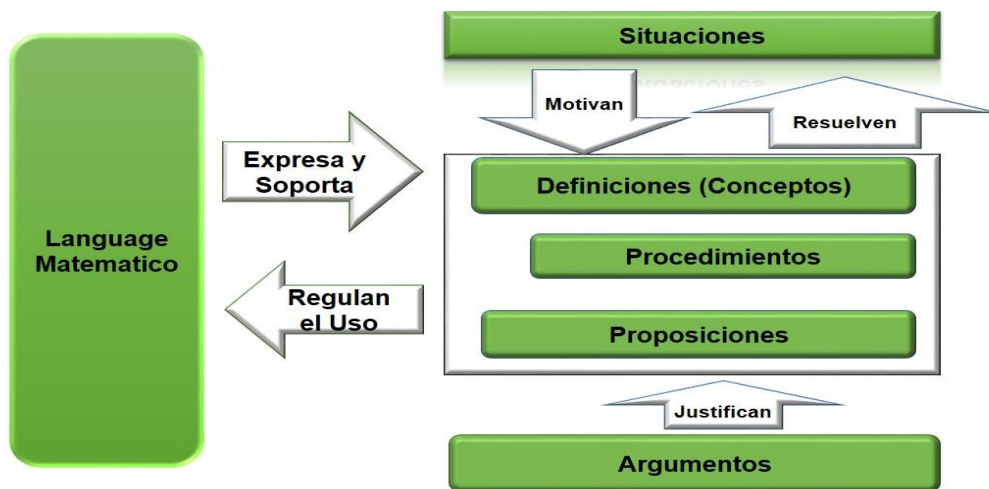 Situaciones
Motivan
Resuelven
Expresa y
Soporta
Definiciones (Conceptos)
Language
Matematico
Procedimientos
Regulan
el Uso
Proposiciones
Justifican
Argumentos